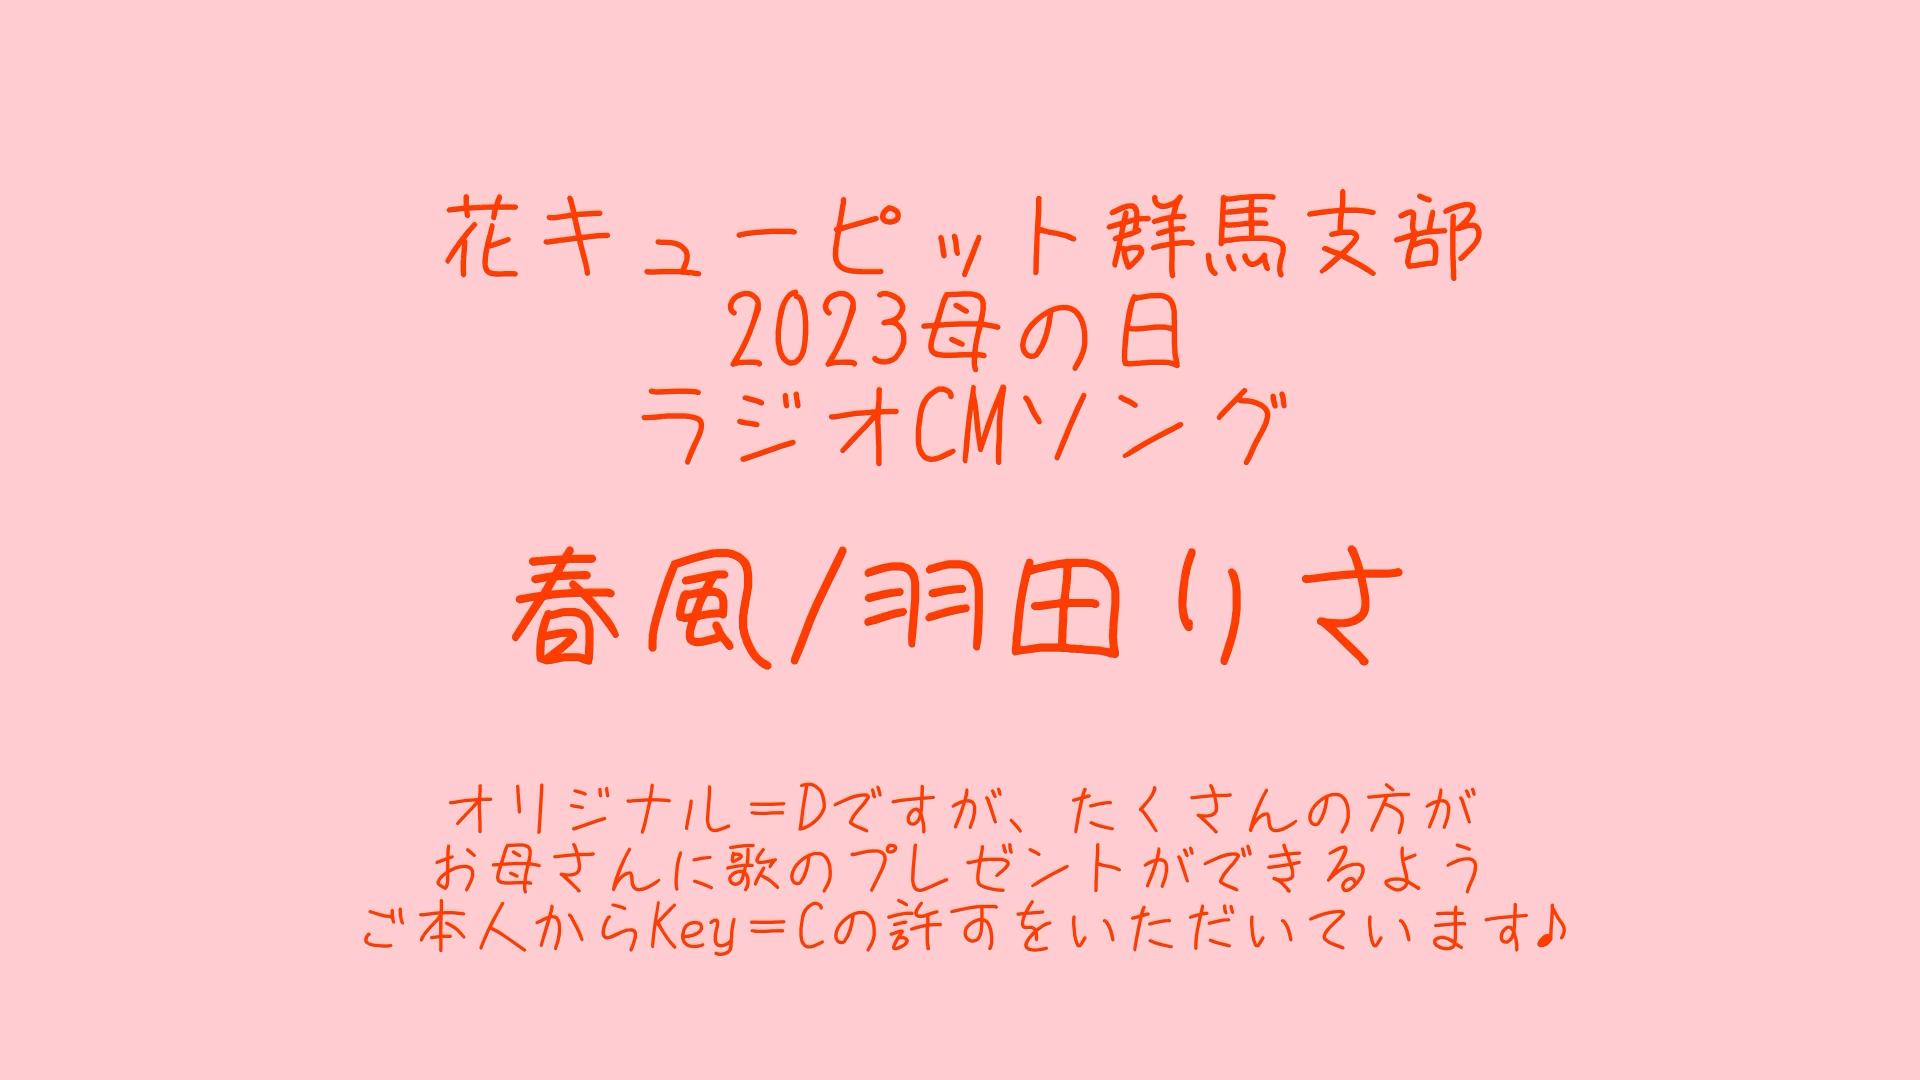 花キューピット群馬支部
2023母の日
ラジオCMソング
春風/羽田りさ
オリジナル=Dですが、たくさんの方が
お母さんに歌のプレゼントができるよう
ご本人からKey=Cの許可をいただいています♪